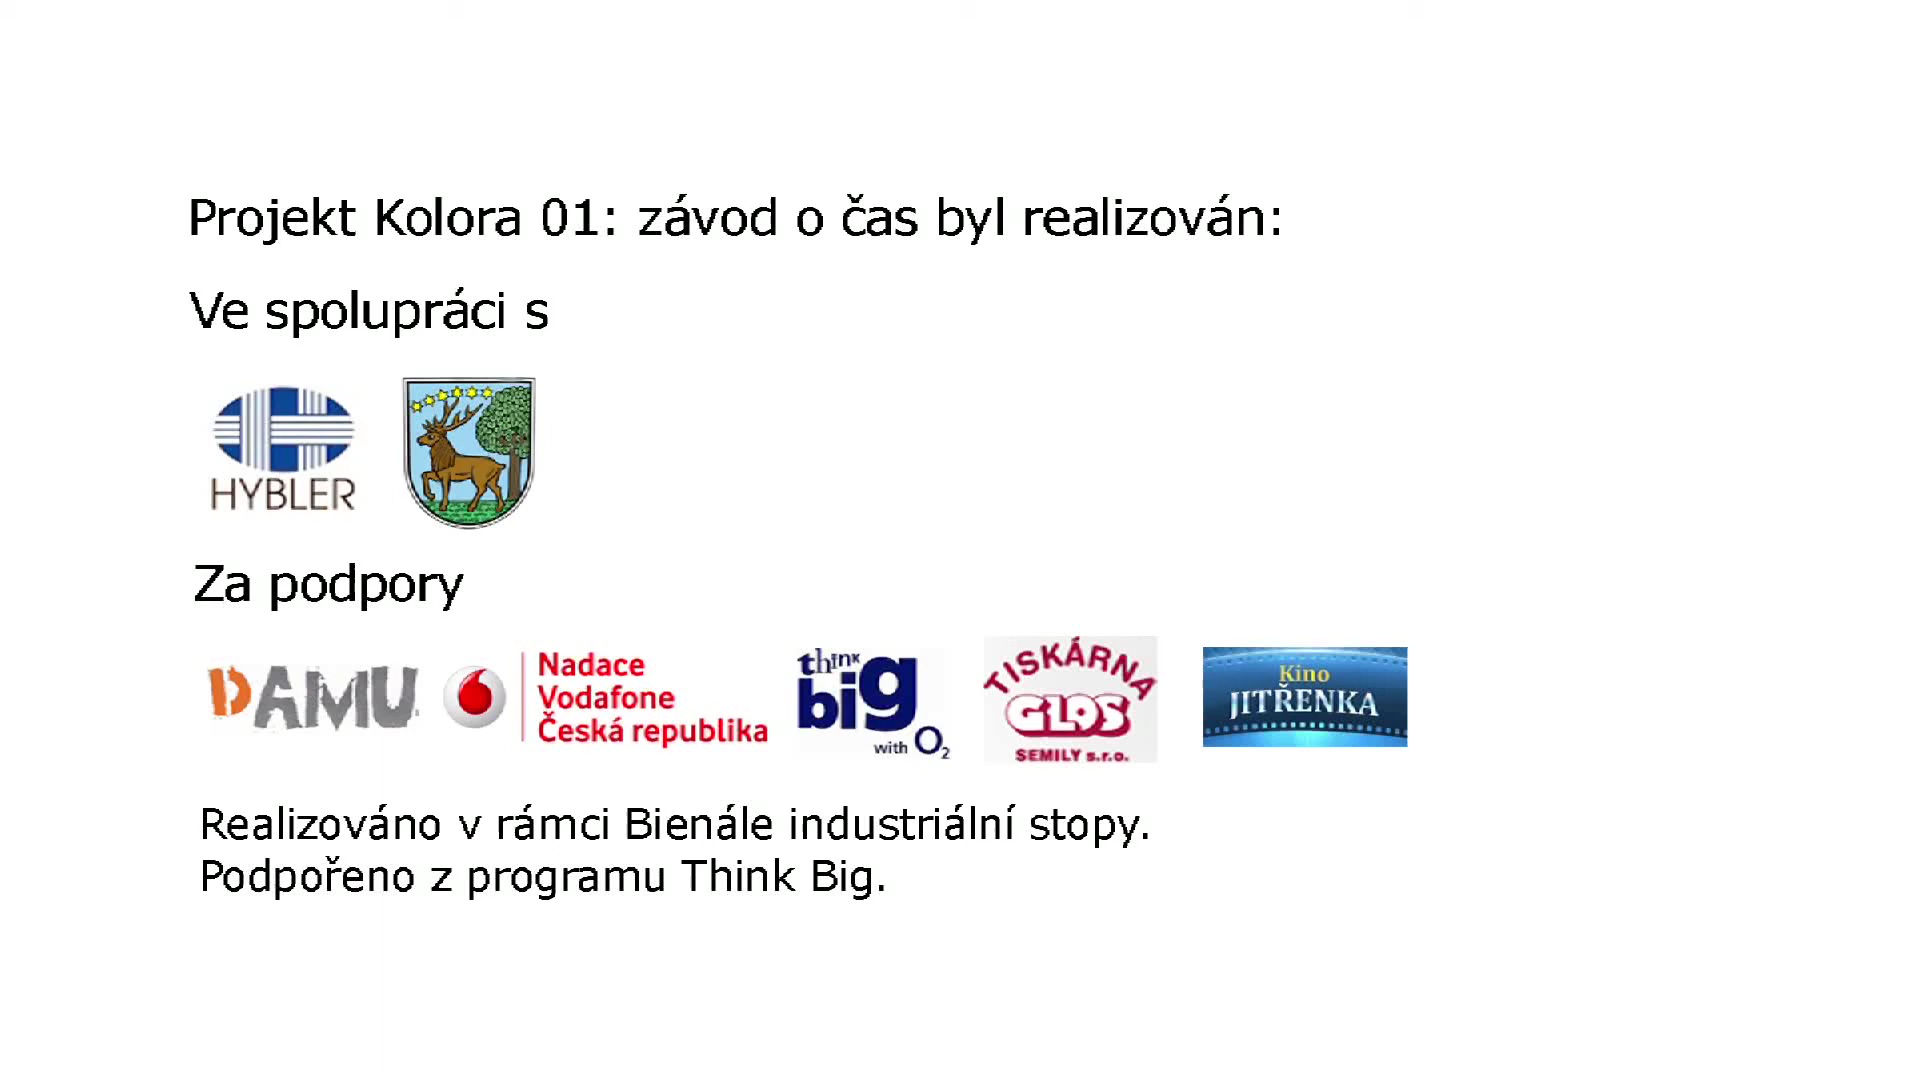 Projekt Kolora 01: závod o čas byl realizován:
Ve spolupráci s
HYBLER
Za podpory
DAMU
Nadace
Vodafone
Česká republika
think
big
with O2
TISKÁRNA
GLOS
SEMILY s.r.o.
Kino
JITŘENKA
Realizováno v rámci Bienále industriální stopy.
Podpořeno z programu Think Big.